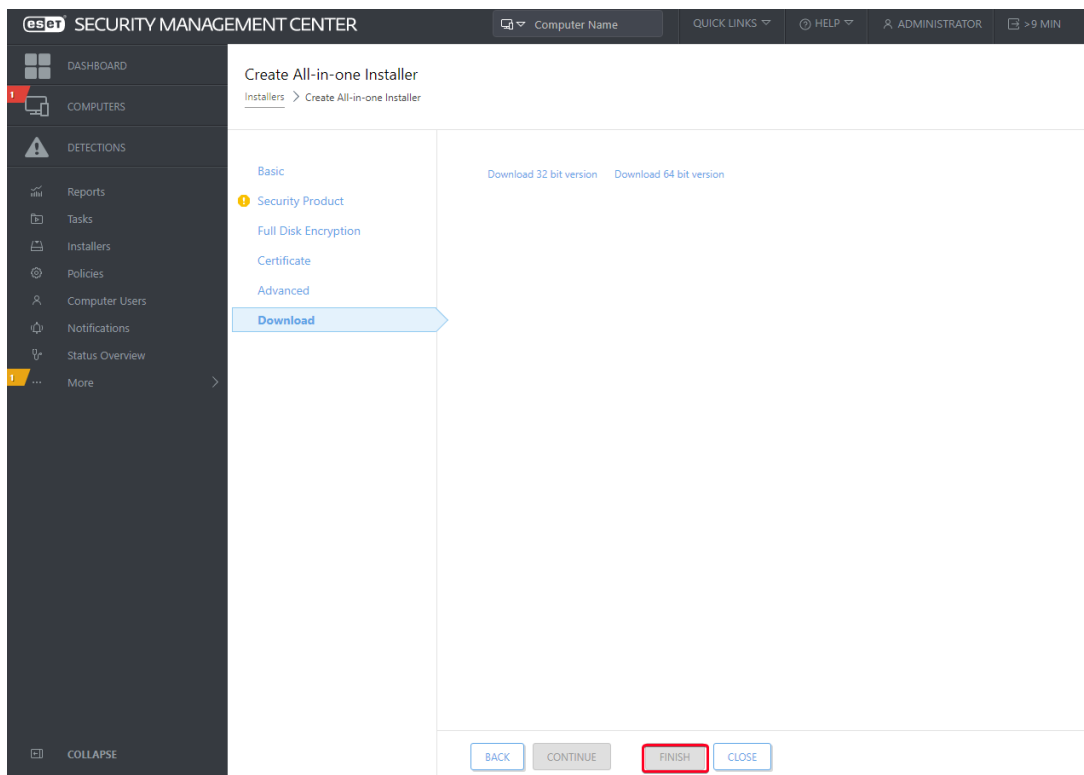 eset SECURITY MANAGEMENT CENTER
Computer Name
QUICK LINKS
HELP
ADMINISTRATOR
>9 MIN
DASHBOARD
1
COMPUTERS
DETECTIONS
Reports
Tasks
Installers
Policies
Computer Users
Notifications
Status Overview
1
More
COLLAPSE
Create All-in-one Installer
Installers > Create All-in-one Installer
Basic
Security Product
Full Disk Encryption
Certificate
Advanced
Download
Download 32 bit version Download 64 bit version
BACK CONTINUE FINISH CLOSE